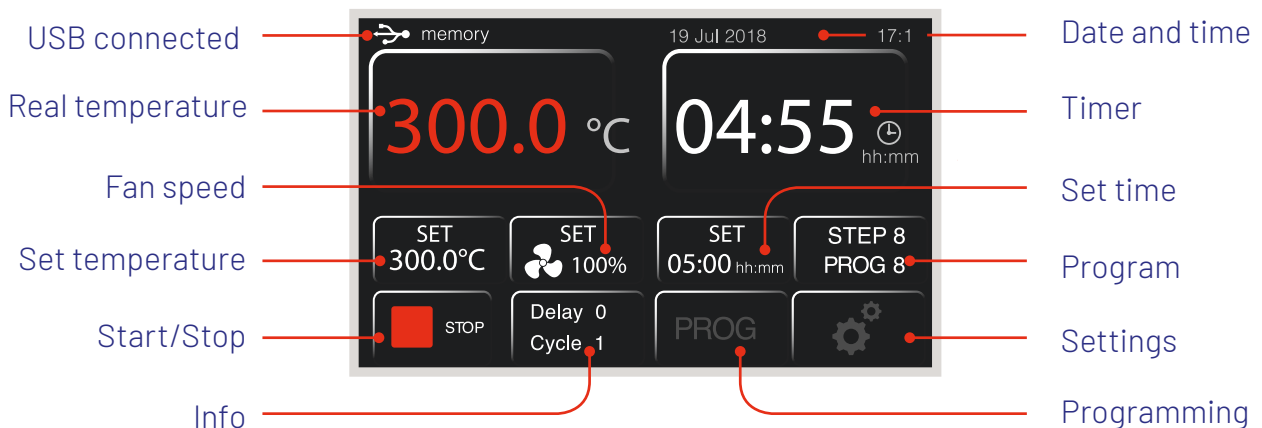 USB connected
memory
19 Jul 2018
17:1
Date and time
Real temperature
300.0 °C
04:55
hh:mm
Timer
Fan speed
Set time
Set temperature
SET
300.0°C
SET
100%
SET
05:00 hh:mm
STEP 8
PROG 8
Program
Start/Stop
STOP
Delay 0
Cycle 1
PROG
Settings
Info
Programming